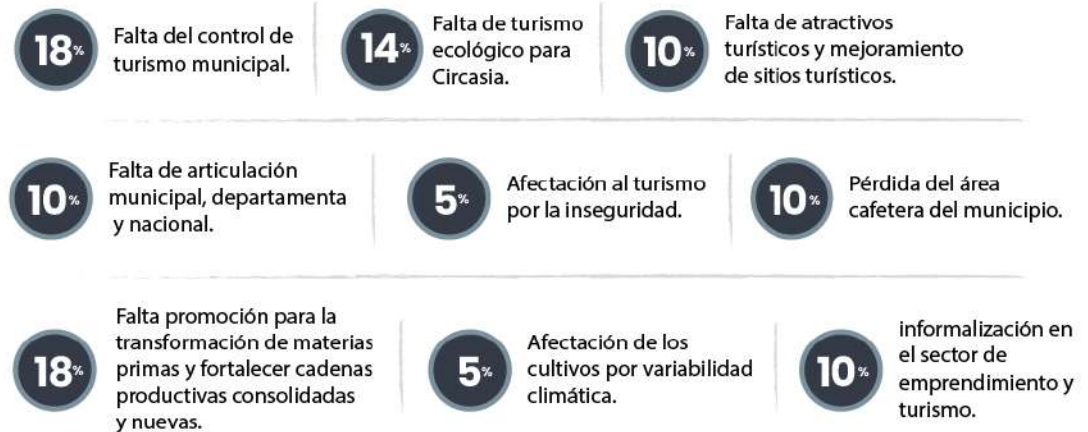 18%
Falta del control de
turismo municipal.
14%
Falta de turismo
ecológico para
Circasia.
10%
Falta de atractivos
turísticos y mejoramiento
de sitios turísticos.
10%
Falta de articulación
municipal, departamenta
y nacional.
5%
Afectación al turismo
por la inseguridad.
10%
Pérdida del área
cafetera del municipio.
18%
Falta promoción para la
transformación de materias
primas y fortalecer cadenas
productivas consolidadas
y nuevas.
5%
Afectación de los
cultivos por variabilidad
climática.
10%
informalización en
el sector de
emprendimiento y
turismo.